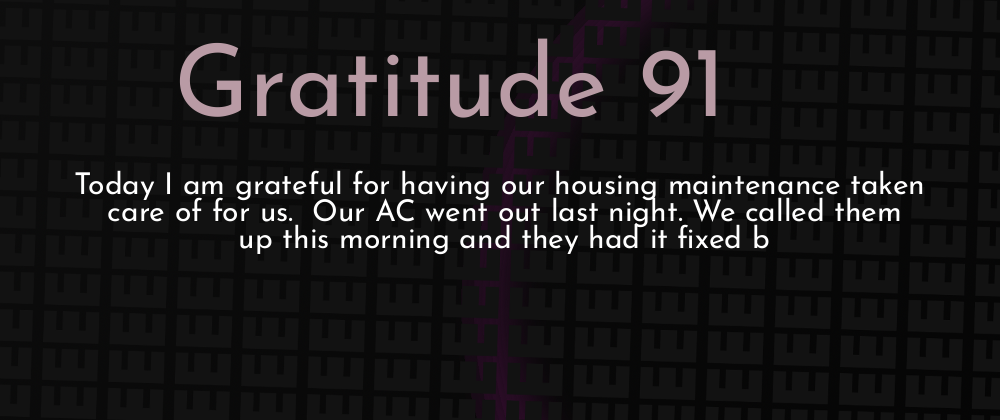 Gratitude 91
Today I am grateful for having our housing maintenance taken
care of for us.  Our AC went out last night. We called them
up this morning and they had it fixed b